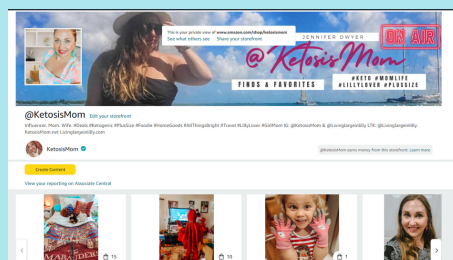 This is your private view of www.amazon.com/shop/ketosismom
See what others see Share your storefront
JENNIFER DWYER
ON AIR
@KetosisMom
FINDS & FAVORITES
#KETO #MOMLIFE
#LILLYLOVER #PLUSSIZE
@KetosisMom Edit your storefront
Influencer. Mom. Wife. #Deals #Ketogenic #PlusSize #Foodie #HomeGoods #AllThingsBright #Travel #LillyLover #GirlMom IG: @KetosisMom & @Livinglargeinlilly LTK: @Livinglargeinlilly
KetosisMom.net Livinglargeinlilly.com
KetosisMom
@KetosisMom earns money from this storefront. Learn more
Create Content
View your reporting on Associate Central
MARAUDER
15
10
1